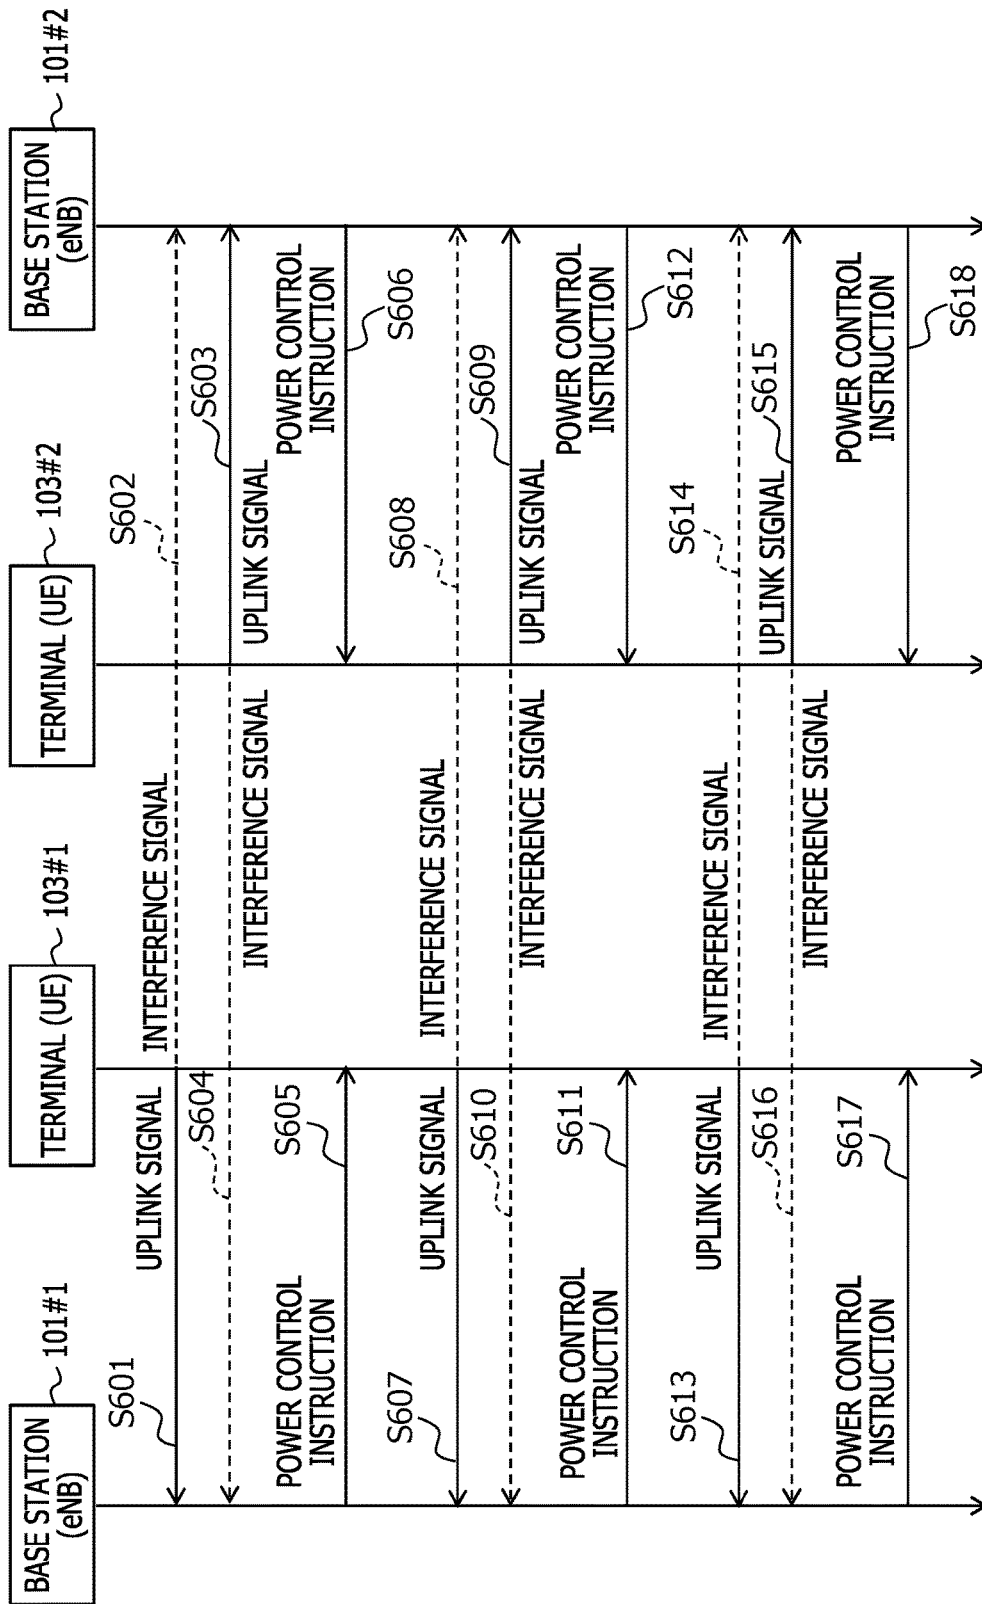 BASE STATION
(eNB)
101#1
TERMINAL (UE)
103#1
TERMINAL (UE)
103#2
BASE STATION
(eNB)
101#2
S601
UPLINK SIGNAL
INTERFERENCE SIGNAL
S602
S604
INTERFERENCE SIGNAL
UPLINK SIGNAL
S603
POWER CONTROL
INSTRUCTION
S605
POWER CONTROL
INSTRUCTION
S606
S607
UPLINK SIGNAL
INTERFERENCE SIGNAL
S608
S610
INTERFERENCE SIGNAL
UPLINK SIGNAL
S609
POWER CONTROL
INSTRUCTION
S611
POWER CONTROL
INSTRUCTION
S612
S613
UPLINK SIGNAL
INTERFERENCE SIGNAL
S614
S616
INTERFERENCE SIGNAL
UPLINK SIGNAL
S615
POWER CONTROL
INSTRUCTION
S617
POWER CONTROL
INSTRUCTION
S618